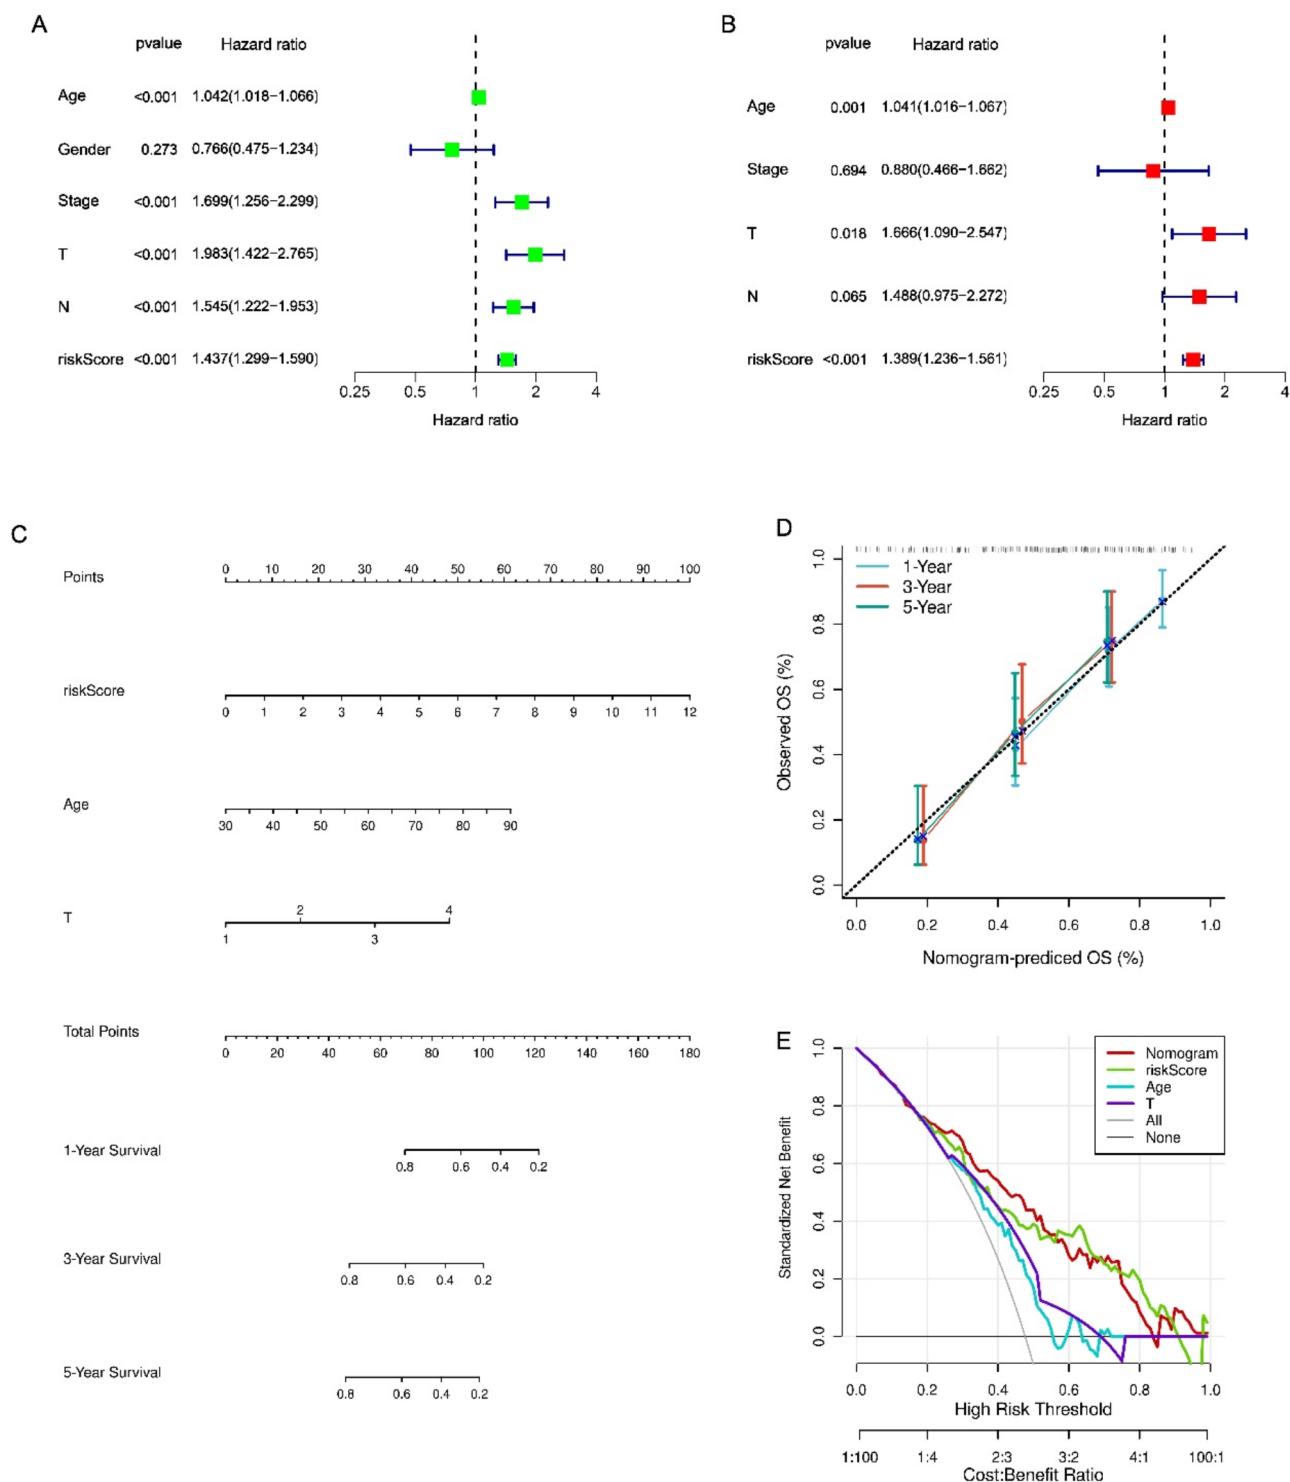 A
pvalue Hazard ratio
Age <0.001 1.042(1.018−1.066)
Gender 0.273 0.766(0.475−1.234)
Stage <0.001 1.699(1.256−2.299)
T <0.001 1.983(1.422−2.765)
N <0.001 1.545(1.222−1.953)
riskScore <0.001 1.437(1.299−1.590)
0.25 0.5 1 2 4
Hazard ratio
B
pvalue Hazard ratio
Age 0.001 1.041(1.016−1.067)
Stage 0.694 0.880(0.466−1.662)
T 0.018 1.666(1.090−2.547)
N 0.065 1.488(0.975−2.272)
riskScore <0.001 1.389(1.236−1.561)
0.25 0.5 1 2 4
Hazard ratio
C
Points 0 10 20 30 40 50 60 70 80 90 100
riskScore
0 1 2 3 4 5 6 7 8 9 10 11 12
Age
30 40 50 60 70 80 90
2 4
T
1 3
Total Points
0 20 40 60 80 100 120 140 160 180
1-Year Survival
0.8 0.6 0.4 0.2
3-Year Survival
0.8 0.6 0.4 0.2
5-Year Survival
0.8 0.6 0.4 0.2
D
1-Year
3-Year
5-Year
Observed OS (%)
1.0
0.8
0.6
0.4
0.2
0.0
0.0 0.2 0.4 0.6 0.8 1.0
Nomogram-prediced OS (%)
E
Nomogram
riskScore
Age
T
All
None
Standardized Net Benefit
1.0
0.8
0.6
0.4
0.2
0.0
0.0 0.2 0.4 0.6 0.8 1.0
High Risk Threshold
1:100 1:4 2:3 3:2 4:1 100:1
Cost:Benefit Ratio